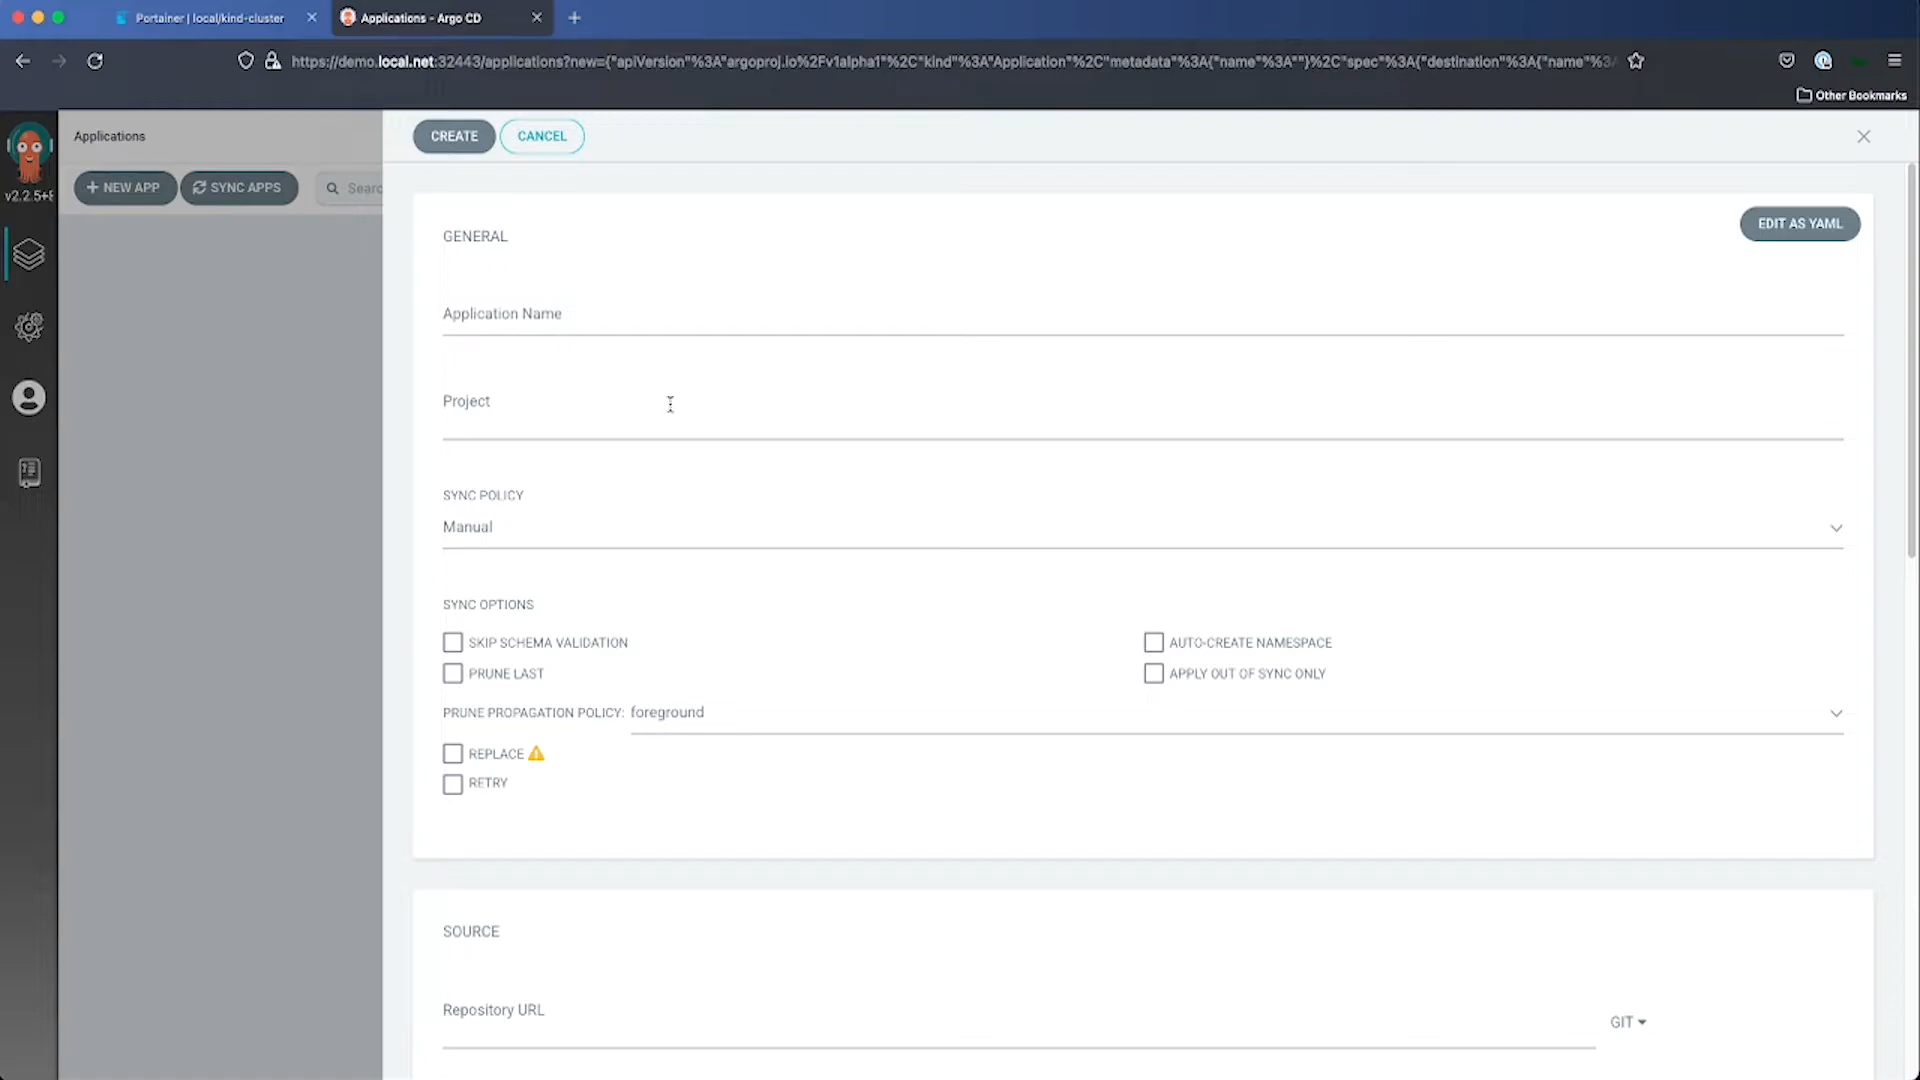 Portainer | local/kind-cluster
Applications - Argo CD
https://demo.local.net:32443/applications?new={"apiVersion"%3A"argoproj.io%2Fv1alpha1"%2C"kind"%3A"Application"%2C"metadata"%3A{"name"%3A""}%2C"spec"%3A{"destination"%3A{"name"%3
Other Bookmarks
Applications
CREATE
CANCEL
v2.2.5+
NEW APP
SYNC APPS
Searc
GENERAL
EDIT AS YAML
Application Name
Project
SYNC POLICY
Manual
SYNC OPTIONS
SKIP SCHEMA VALIDATION
AUTO-CREATE NAMESPACE
PRUNE LAST
APPLY OUT OF SYNC ONLY
PRUNE PROPAGATION POLICY: foreground
REPLACE
RETRY
SOURCE
Repository URL
GIT